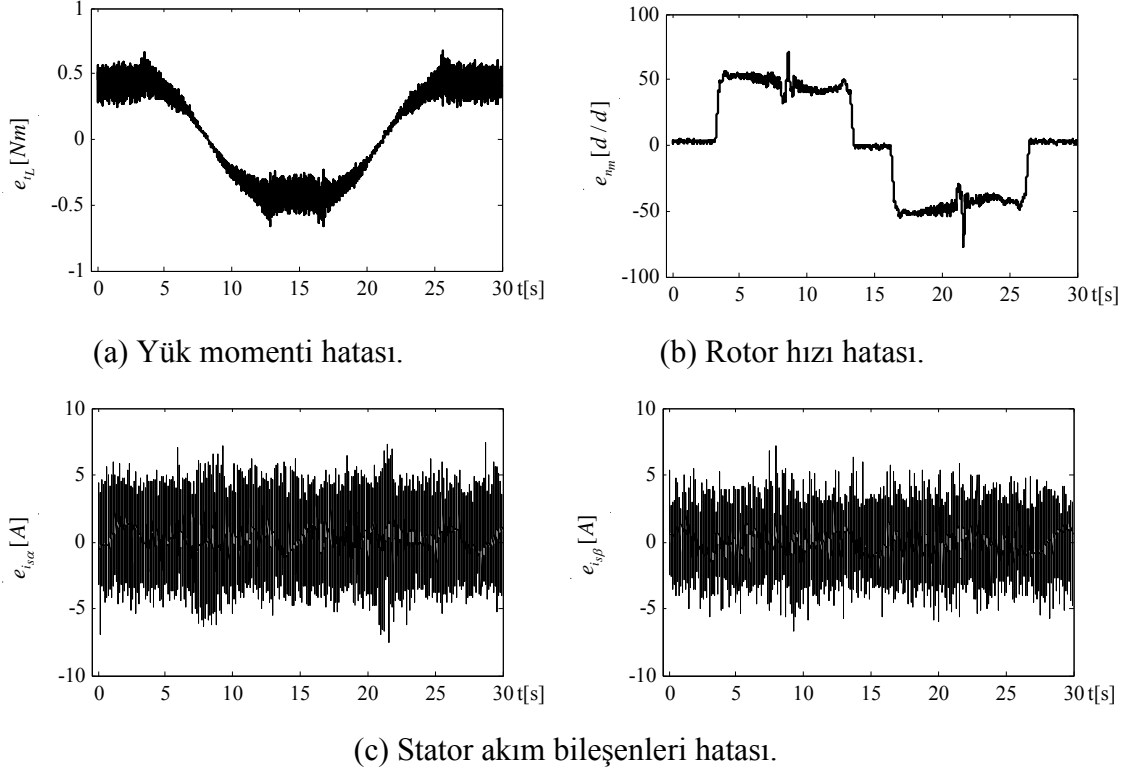 1
0.5
0
-0.5
-1
e_{t_L} [Nm]
0 5 10 15 20 25 30 t[s]
(a) Yük momenti hatası.
100
50
0
-50
-100
e_{n_m} [d/d]
0 5 10 15 20 25 30 t[s]
(b) Rotor hızı hatası.
10
5
0
-5
-10
e_{i_{sα}} [A]
0 5 10 15 20 25 30 t[s]
10
5
0
-5
-10
e_{i_{sβ}} [A]
0 5 10 15 20 25 30 t[s]
(c) Stator akım bileşenleri hatası.